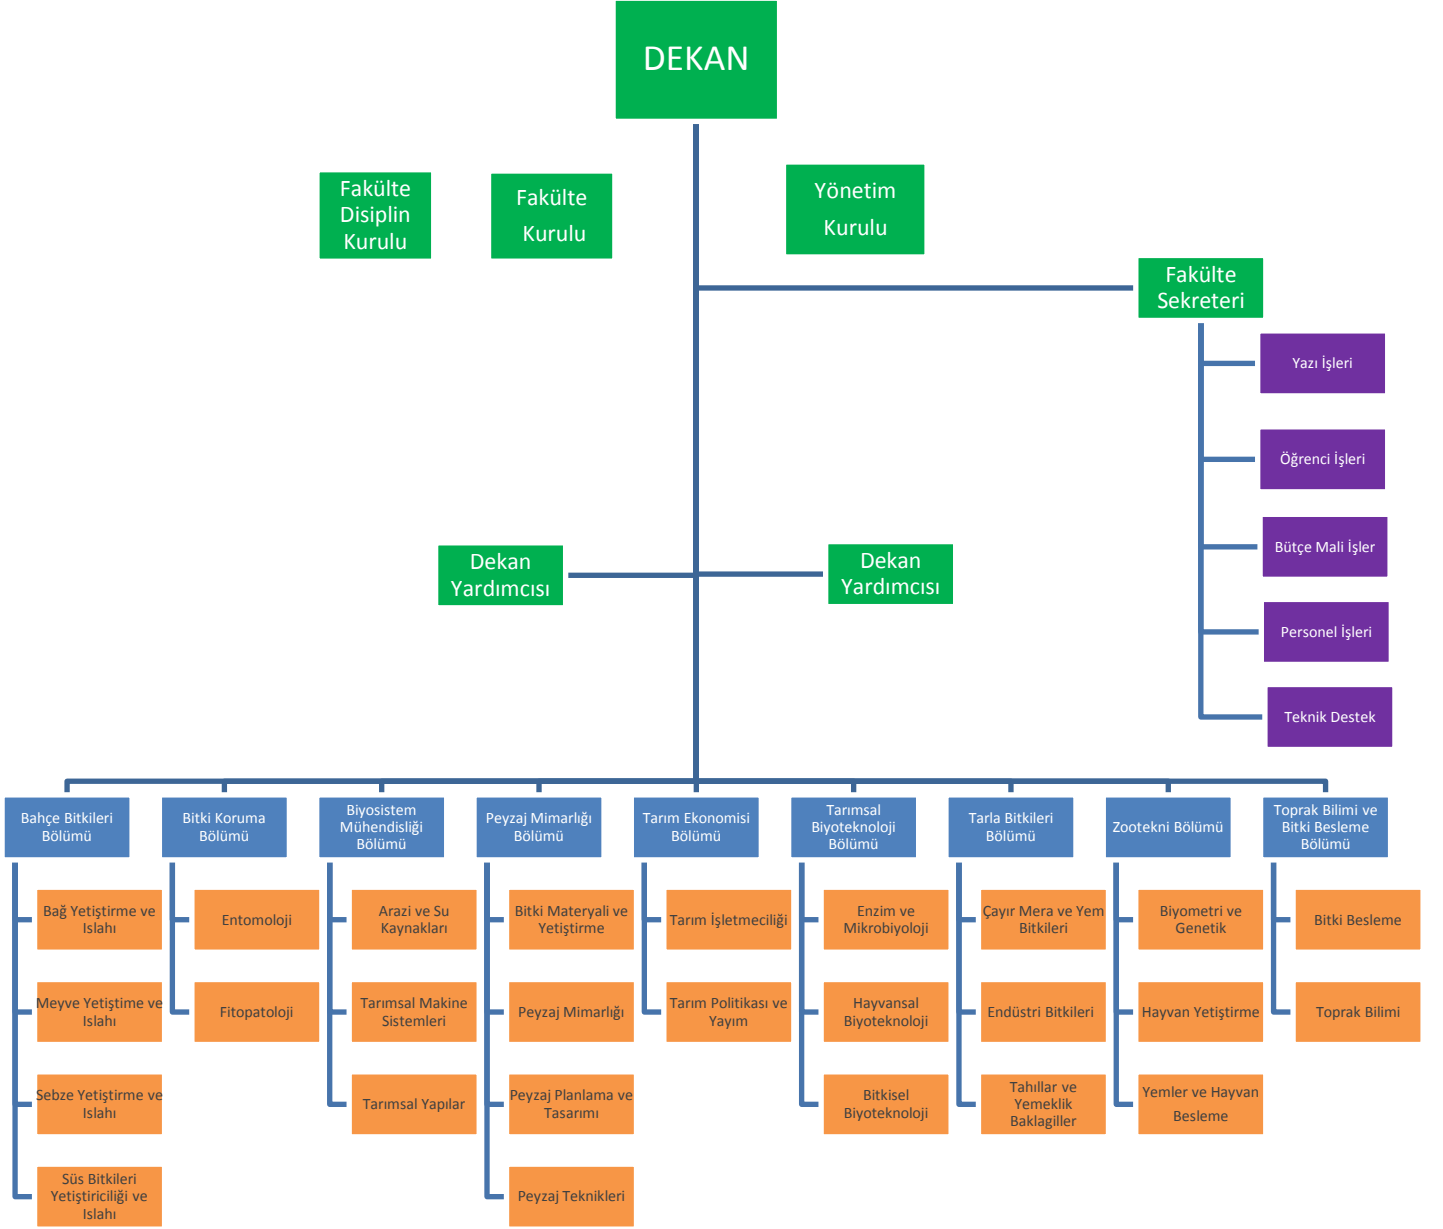 DEKAN
Fakülte
Disiplin
Kurulu
Fakülte
Kurulu
Yönetim
Kurulu
Fakülte
Sekreteri
Yazı İşleri
Öğrenci İşleri
Bütçe Mali İşler
Personel İşleri
Teknik Destek
Dekan
Yardımcısı
Dekan
Yardımcısı
Bahçe Bitkileri
Bölümü
Bağ Yetiştirme ve
Islahı
Meyve Yetiştime ve
Islahı
Sebze Yetiştirme ve
Islahı
Süs Bitkileri
Yetiştiriciliği ve
Islahı
Bitki Koruma
Bölümü
Entomoloji
Fitopatoloji
Biyosistem
Mühendisliği
Bölümü
Arazi ve Su
Kaynakları
Tarımsal Makine
Sistemleri
Tarımsal Yapılar
Peyzaj Mimarlığı
Bölümü
Bitki Materyali ve
Yetiştirme
Peyzaj Mimarlığı
Peyzaj Planlama ve
Tasarımı
Peyzaj Teknikleri
Tarım Ekonomisi
Bölümü
Tarım İşletmeciliği
Tarım Politikası ve
Yayım
Tarımsal
Biyoteknoloji
Bölümü
Enzim ve
Mikrobiyoloji
Hayvansal
Biyoteknoloji
Bitkisel
Biyoteknoloji
Tarla Bitkileri
Bölümü
Çayır Mera ve Yem
Bitkileri
Endüstri Bitkileri
Tahıllar ve
Yemeklik
Baklagiller
Zootekni Bölümü
Biyometri ve
Genetik
Hayvan Yetiştirme
Yemler ve Hayvan
Besleme
Toprak Bilimi ve
Bitki Besleme
Bölümü
Bitki Besleme
Toprak Bilimi